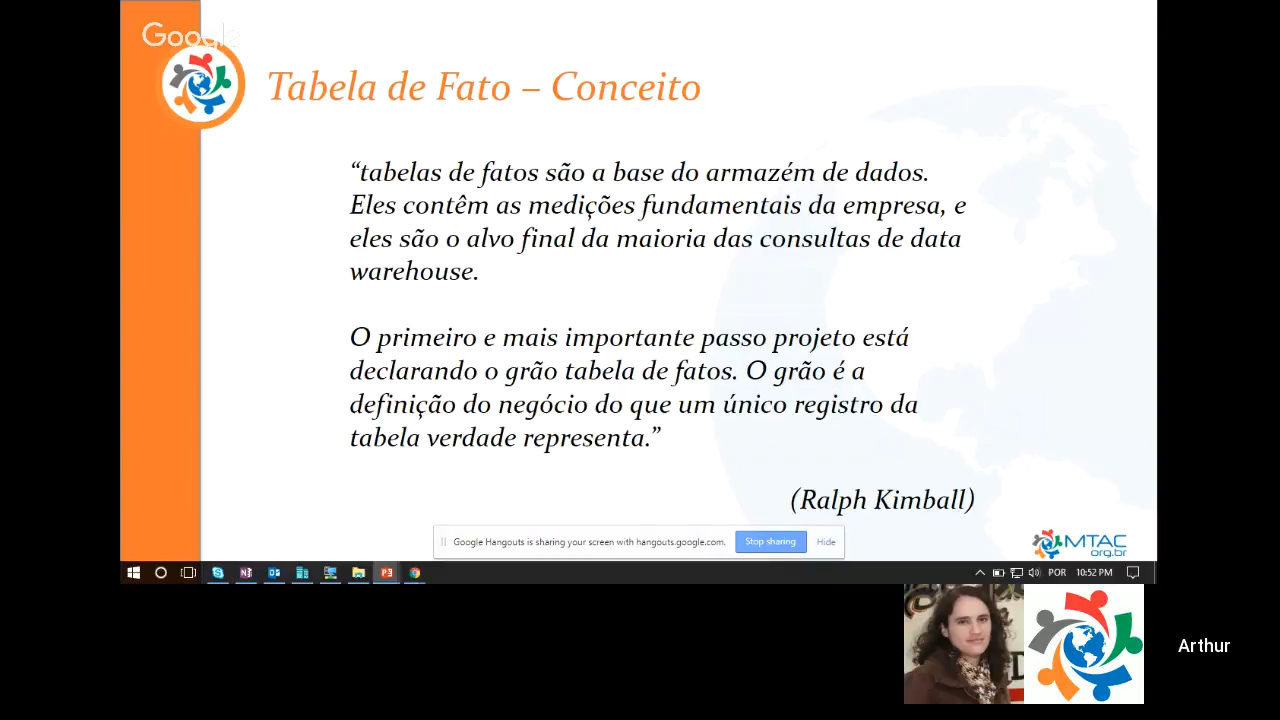 Google
Tabela de Fato – Conceito
“tabelas de fatos são a base do armazém de dados.
Eles contêm as medições fundamentais da empresa, e
eles são o alvo final da maioria das consultas de data
warehouse.
O primeiro e mais importante passo projeto está
declarando o grão tabela de fatos. O grão é a
definição do negócio do que um único registro da
tabela verdade representa.”
(Ralph Kimball)
Google Hangouts is sharing your screen with hangouts.google.com. Stop sharing Hide
MTAC
org.br
POR 10:52 PM
Arthur